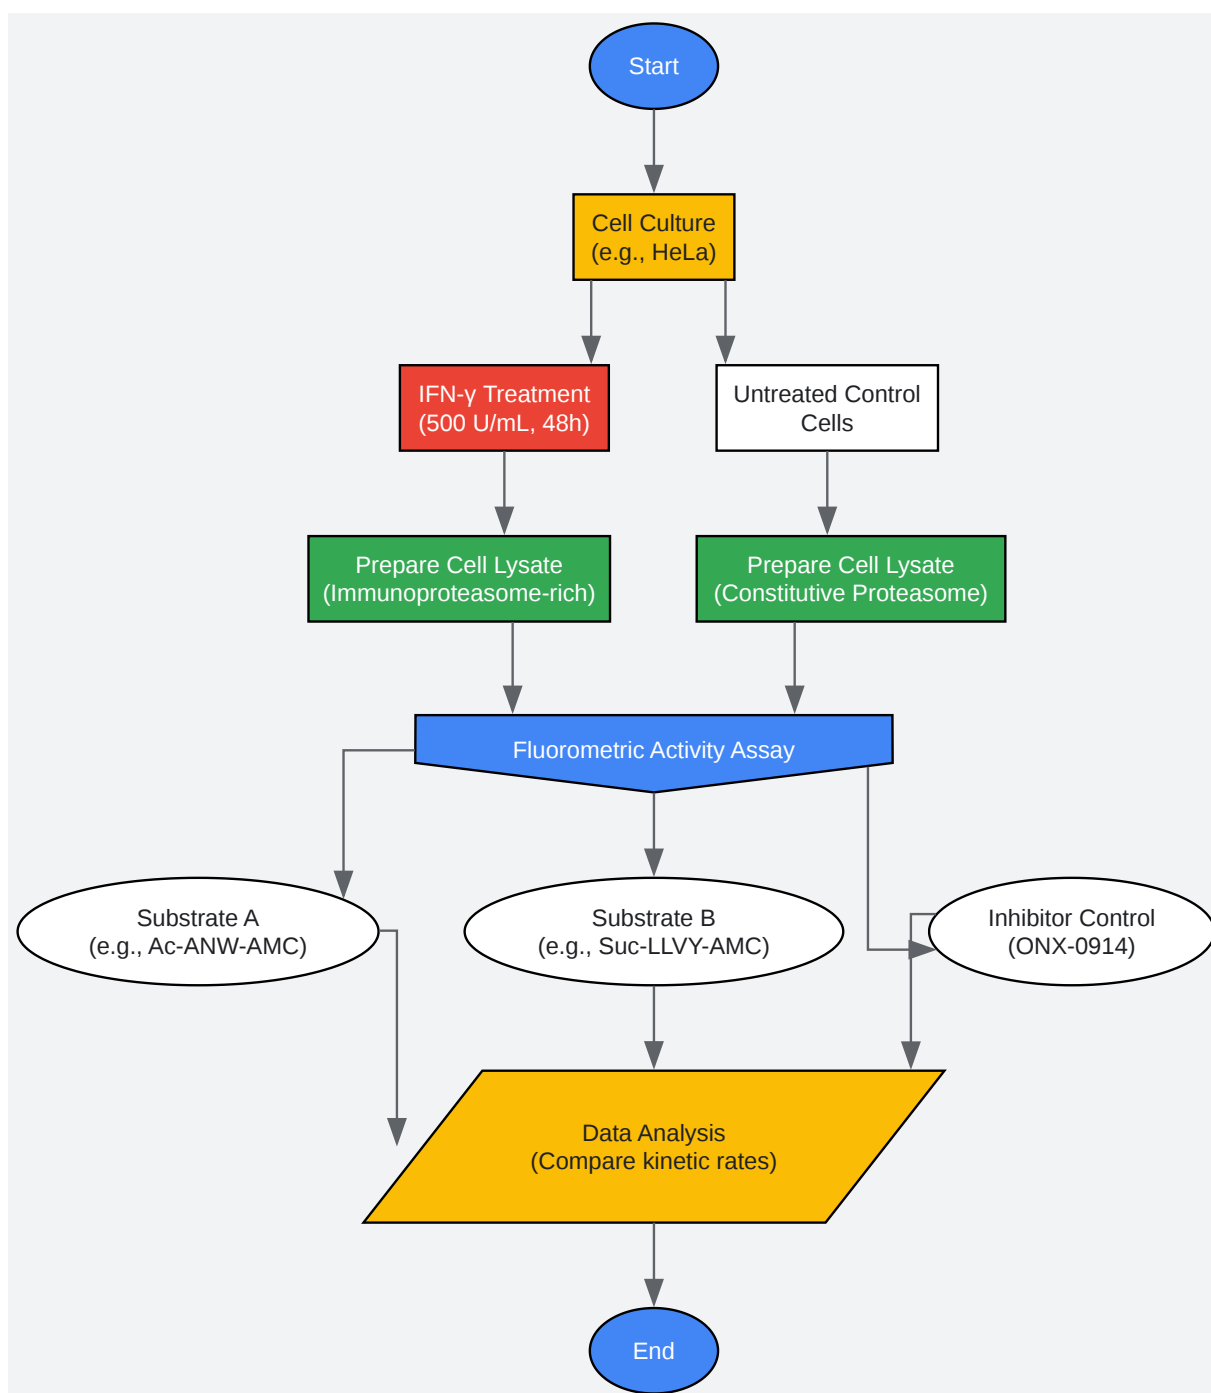 Start
Cell Culture
(e.g., HeLa)
IFN-γ Treatment
(500 U/mL, 48h)
Untreated Control
Cells
Prepare Cell Lysate
(Immunoproteasome-rich)
Prepare Cell Lysate
(Constitutive Proteasome)
Fluorometric Activity Assay
Substrate A
(e.g., Ac-ANW-AMC)
Substrate B
(e.g., Suc-LLVY-AMC)
Inhibitor Control
(ONX-0914)
Data Analysis
(Compare kinetic rates)
End